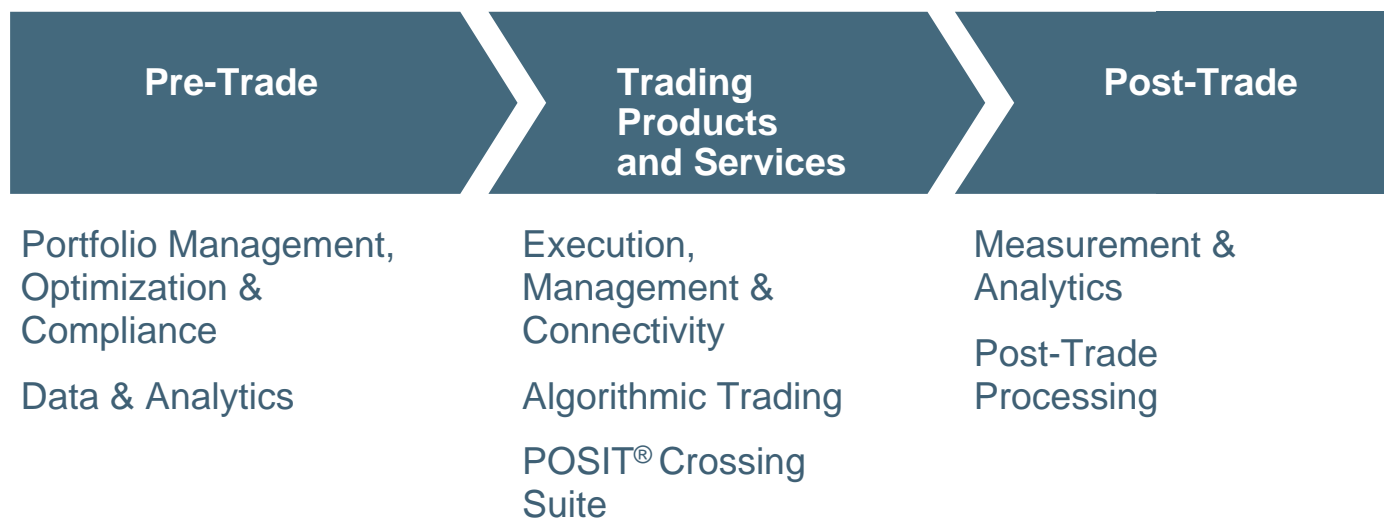 Pre-Trade
Trading
Products
and Services
Post-Trade
Portfolio Management,
Optimization &
Compliance
Data & Analytics
Execution,
Management &
Connectivity
Algorithmic Trading
POSIT® Crossing
Suite
Measurement &
Analytics
Post-Trade
Processing